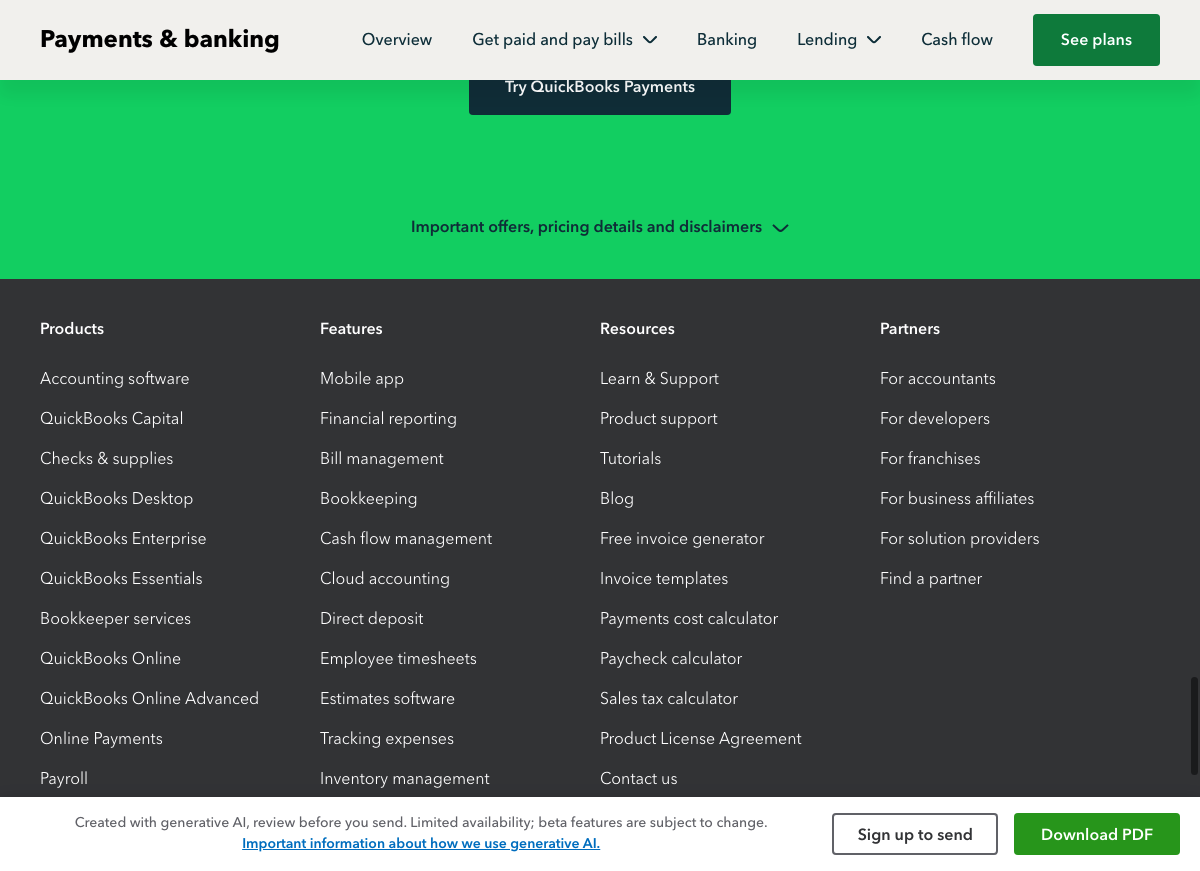 Payments & banking
Overview
Get paid and pay bills
Banking
Lending
Cash flow
See plans
Try QuickBooks Payments
Important offers, pricing details and disclaimers
Products
Accounting software
QuickBooks Capital
Checks & supplies
QuickBooks Desktop
QuickBooks Enterprise
QuickBooks Essentials
Bookkeeper services
QuickBooks Online
QuickBooks Online Advanced
Online Payments
Payroll
Features
Mobile app
Financial reporting
Bill management
Bookkeeping
Cash flow management
Cloud accounting
Direct deposit
Employee timesheets
Estimates software
Tracking expenses
Inventory management
Resources
Learn & Support
Product support
Tutorials
Blog
Free invoice generator
Invoice templates
Payments cost calculator
Paycheck calculator
Sales tax calculator
Product License Agreement
Contact us
Partners
For accountants
For developers
For franchises
For business affiliates
For solution providers
Find a partner
Created with generative AI, review before you send. Limited availability; beta features are subject to change.
Important information about how we use generative AI.
Sign up to send
Download PDF